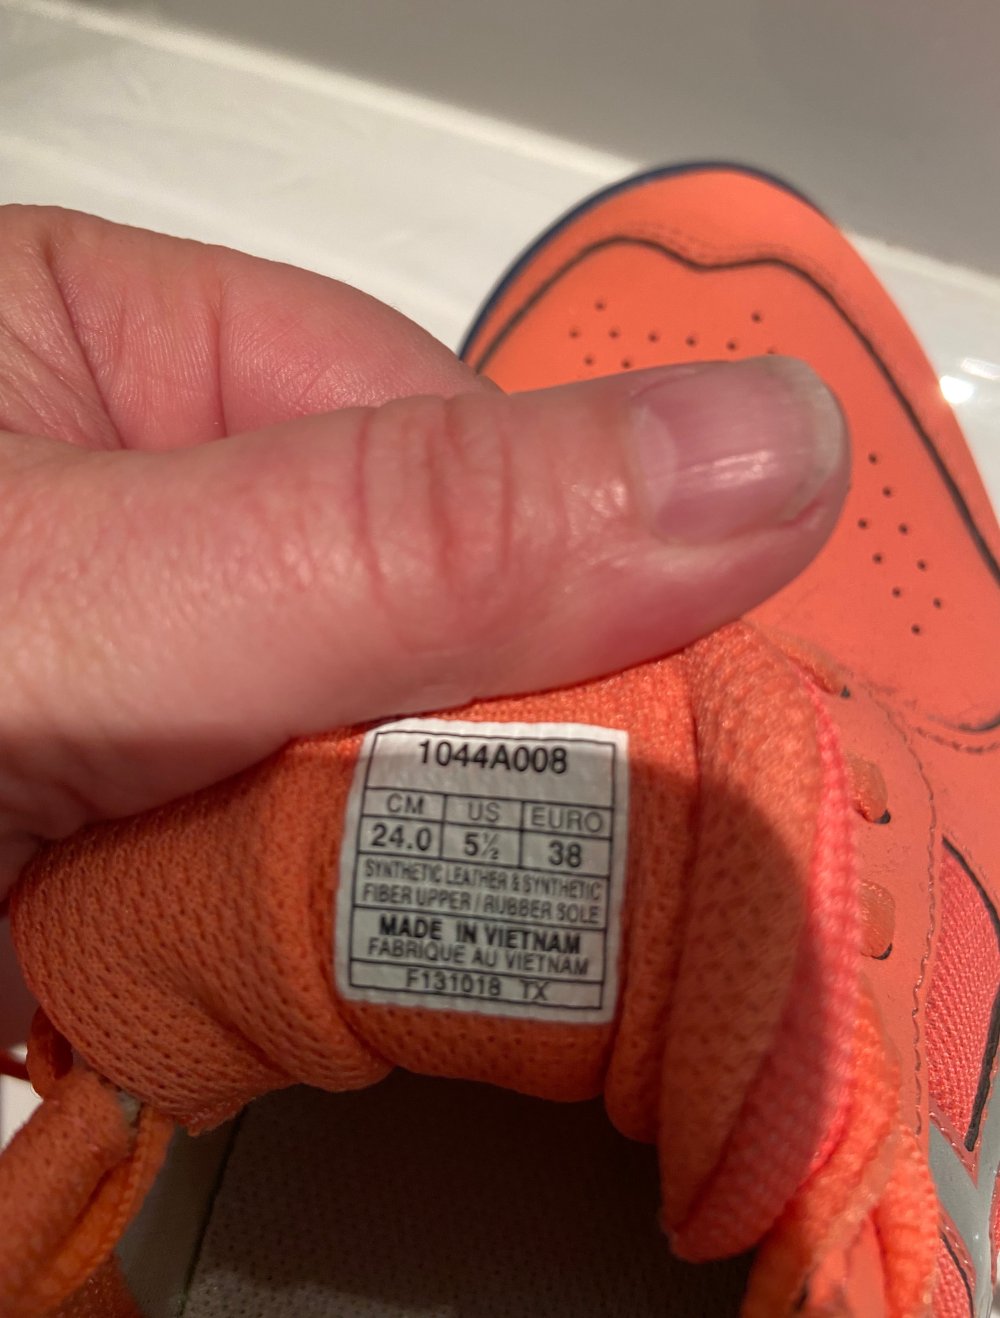 1044A008
CM US EURO
24.0 5½ 38
SYNTHETIC LEATHER & SYNTHETIC
FIBER UPPER / RUBBER SOLE
MADE IN VIETNAM
FABRIQUE AU VIETNAM
F131018 TX